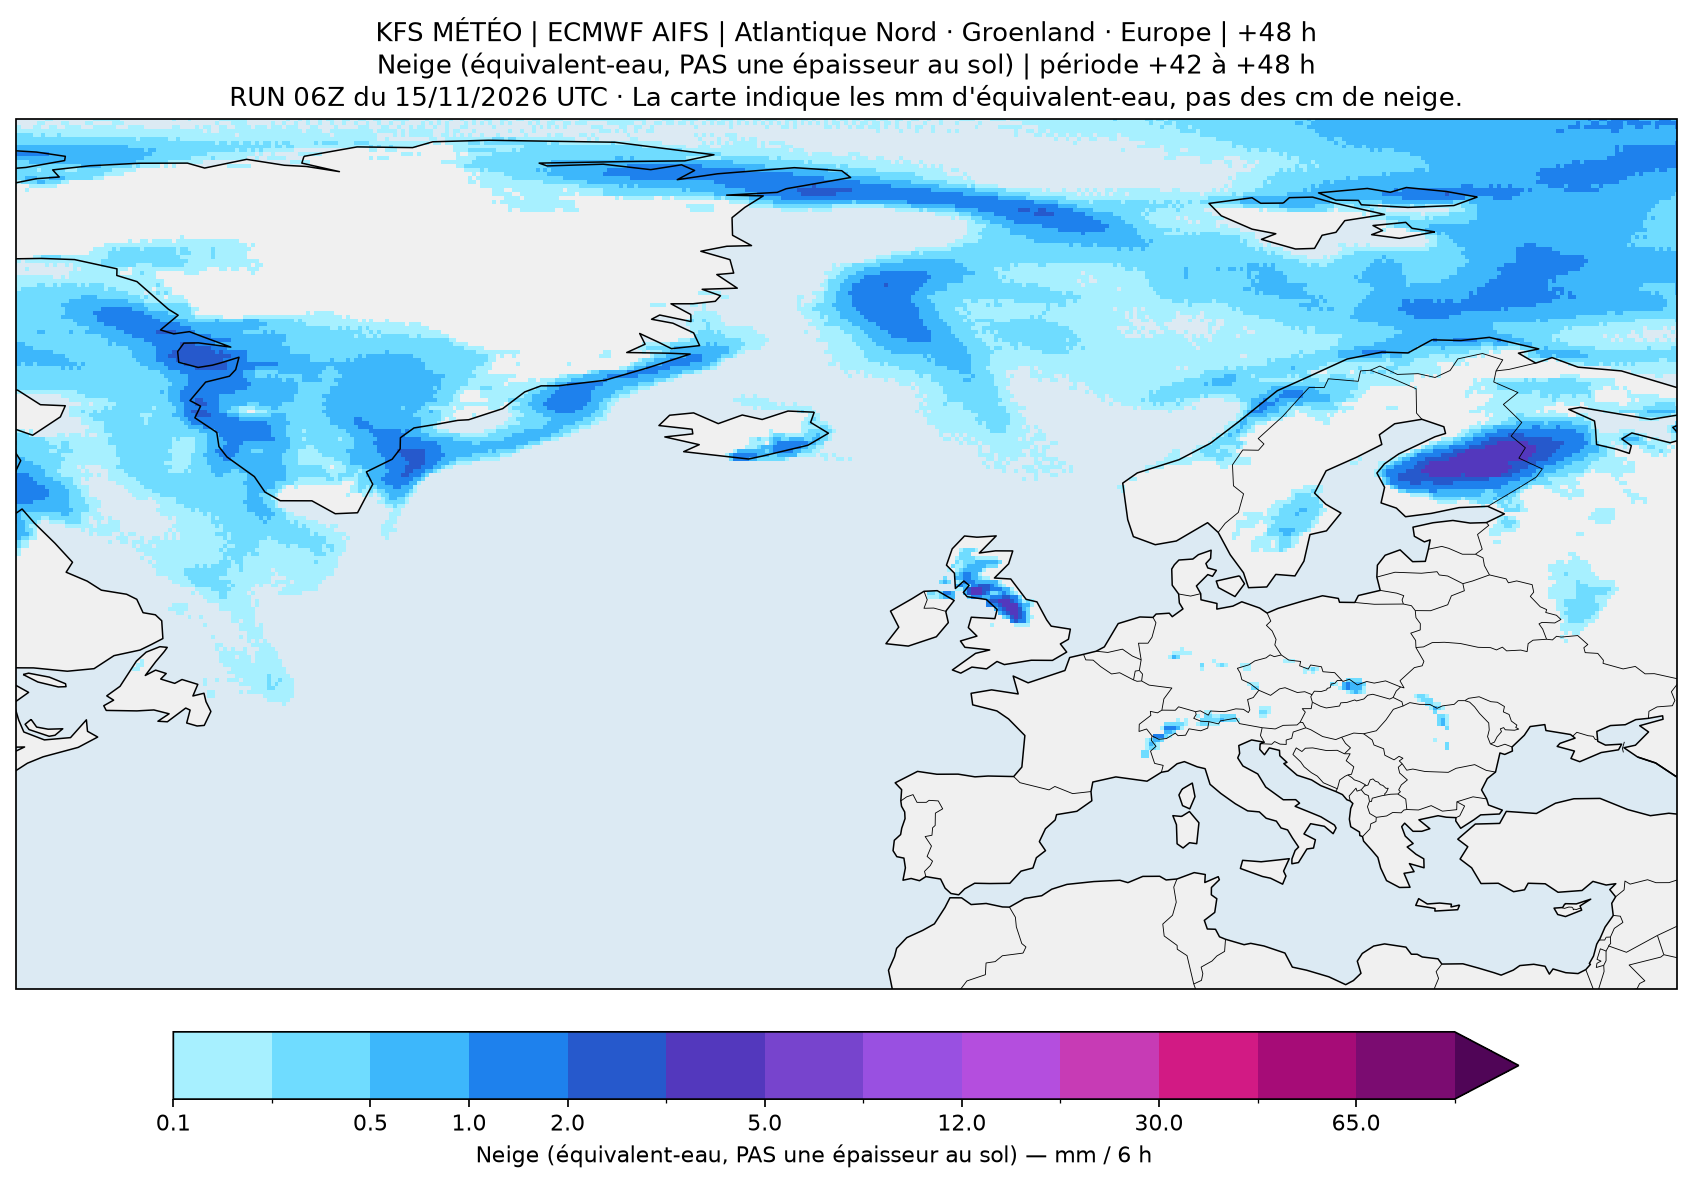 KFS MÉTÉO | ECMWF AIFS | Atlantique Nord · Groenland · Europe | +48 h
Neige (équivalent-eau, PAS une épaisseur au sol) | période +42 à +48 h
RUN 06Z du 15/11/2026 UTC · La carte indique les mm d'équivalent-eau, pas des cm de neige.
0.1 0.5 1.0 2.0 5.0 12.0 30.0 65.0
Neige (équivalent-eau, PAS une épaisseur au sol) — mm / 6 h